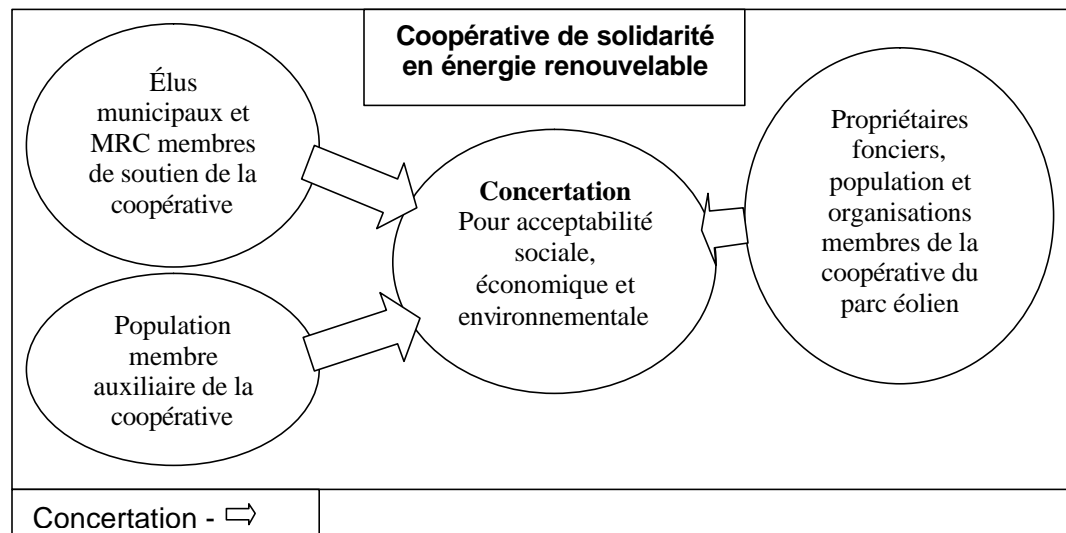 Coopérative de solidarité
en énergie renouvelable
Élus
municipaux et
MRC membres
de soutien de la
coopérative
Concertation
Pour acceptabilité
sociale,
économique et
environnementale
Propriétaires
fonciers,
population et
organisations
membres de la
coopérative du
parc éolien
Population
membre
auxiliaire de la
coopérative
Concertation - ⇨